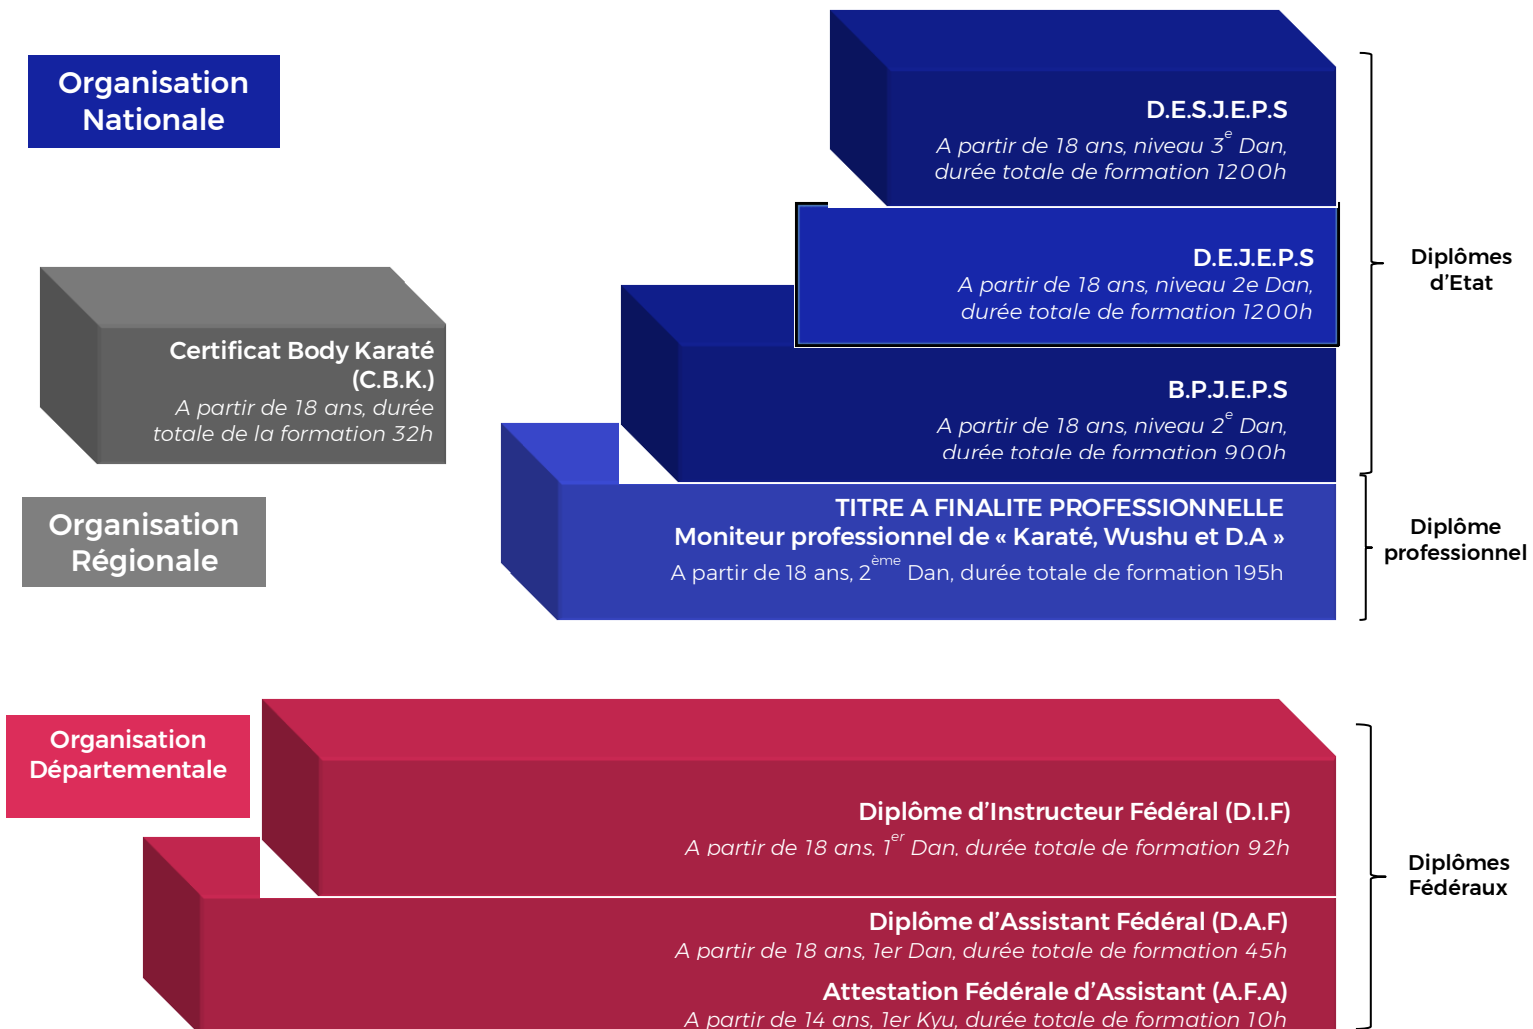 Organisation
Nationale
D.E.S.J.E.P.S
A partir de 18 ans, niveau 3e Dan,
durée totale de formation 1200h
D.E.J.E.P.S
A partir de 18 ans, niveau 2e Dan,
durée totale de formation 1200h
Diplômes
d'Etat
Certificat Body Karaté
(C.B.K.)
A partir de 18 ans, durée
totale de la formation 32h
B.P.J.E.P.S
A partir de 18 ans, niveau 2e Dan,
durée totale de formation 900h
Organisation
Régionale
TITRE A FINALITE PROFESSIONNELLE
Moniteur professionnel de « Karaté, Wushu et D.A »
A partir de 18 ans, 2ème Dan, durée totale de formation 195h
Diplôme
professionnel
Organisation
Départementale
Diplôme d'Instructeur Fédéral (D.I.F)
A partir de 18 ans, 1er Dan, durée totale de formation 92h
Diplômes
Fédéraux
Diplôme d'Assistant Fédéral (D.A.F)
A partir de 18 ans, 1er Dan, durée totale de formation 45h
Attestation Fédérale d'Assistant (A.F.A)
A partir de 14 ans, 1er Kyu, durée totale de formation 10h